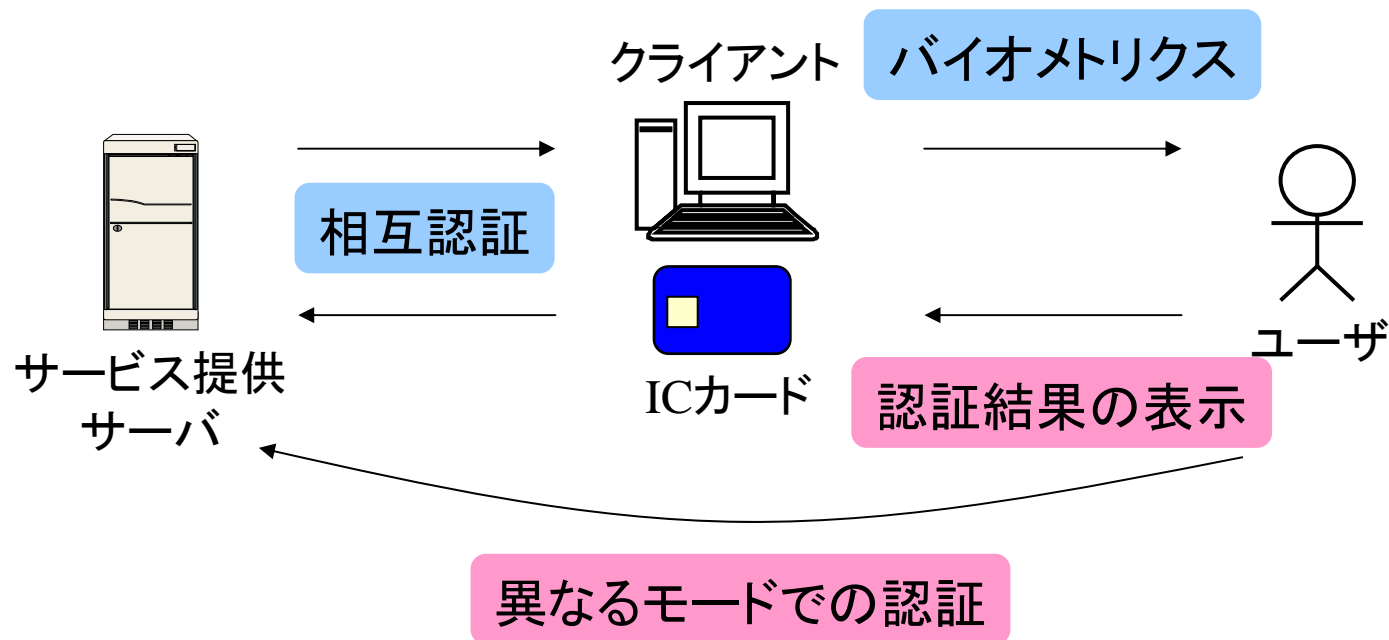 クライアント
バイオメトリクス
相互認証
サービス提供
サーバ
ICカード
ユーザ
認証結果の表示
異なるモードでの認証